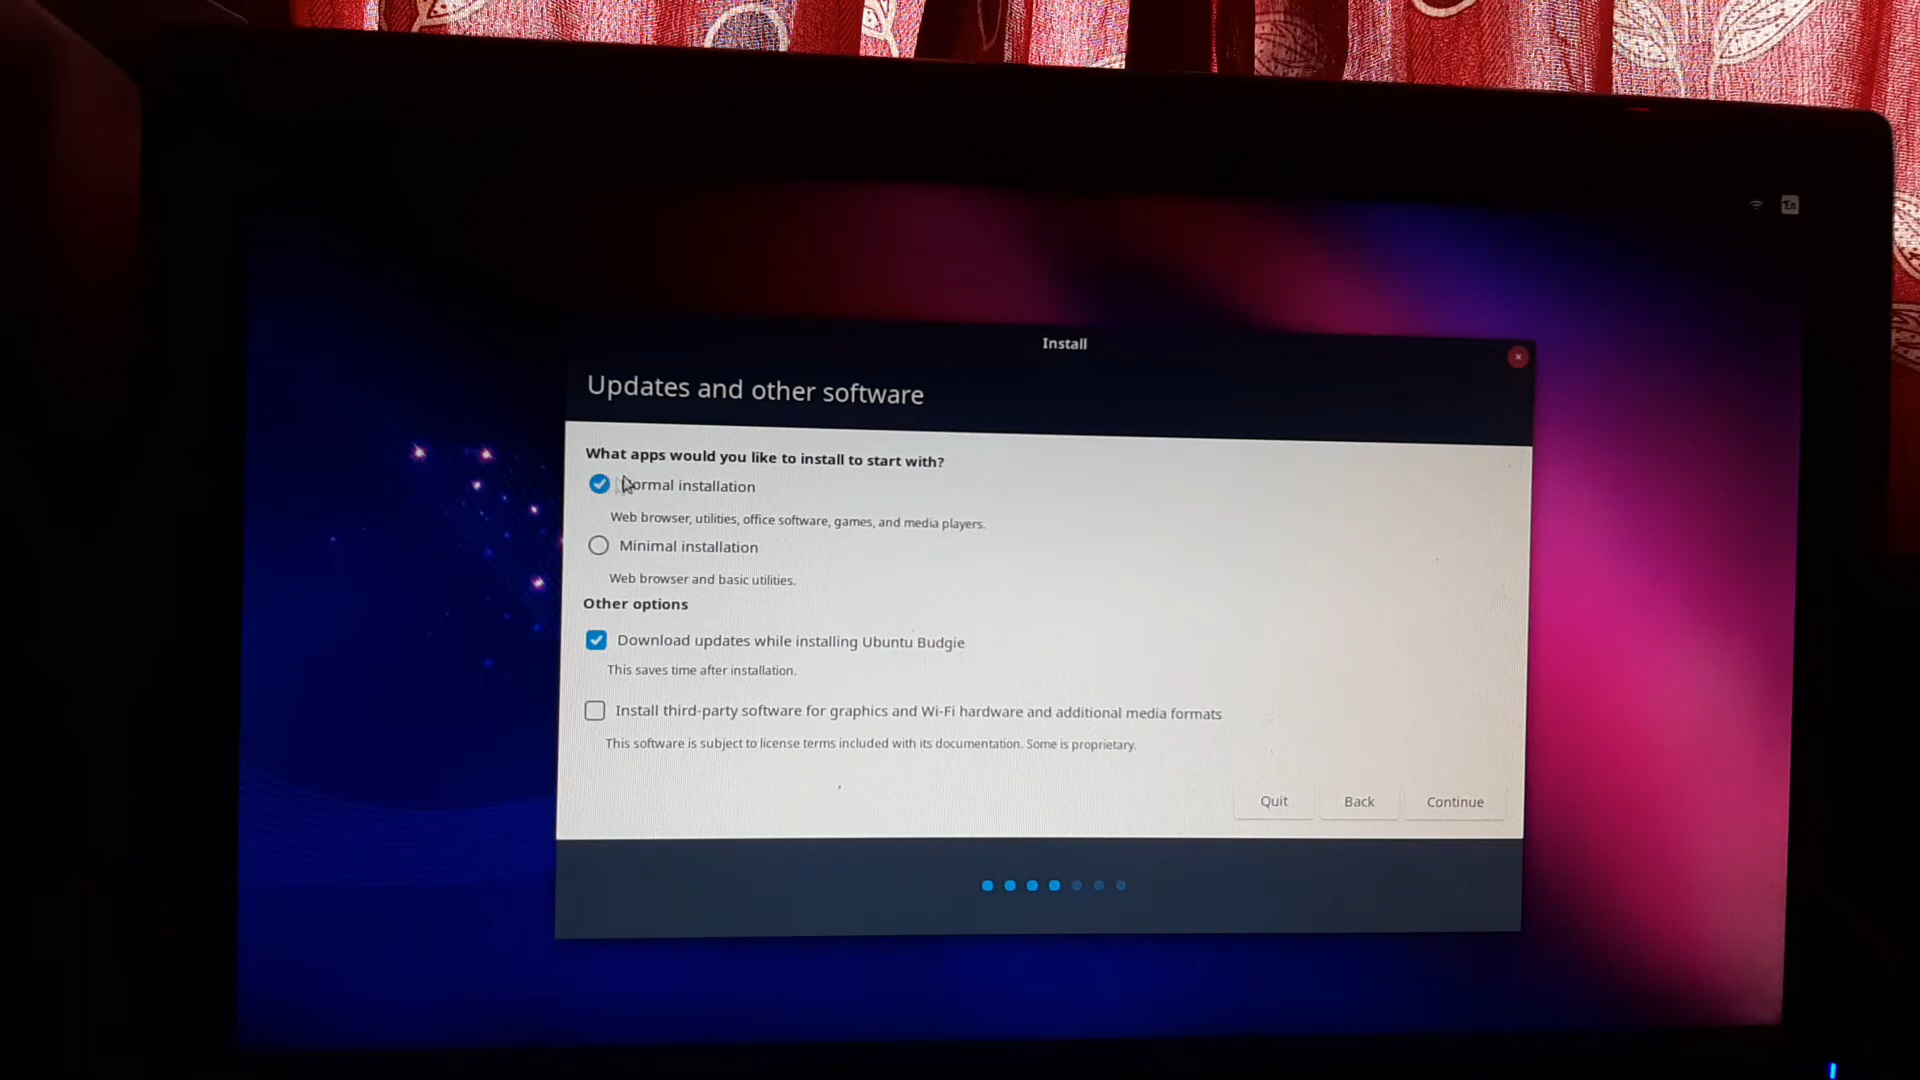 En
Install
Updates and other software
What apps would you like to install to start with?
Normal installation
Web browser, utilities, office software, games, and media players.
Minimal installation
Web browser and basic utilities.
Other options
Download updates while installing Ubuntu Budgie
This saves time after installation.
Install third-party software for graphics and Wi-Fi hardware and additional media formats
This software is subject to license terms included with its documentation. Some is proprietary.
Quit Back Continue